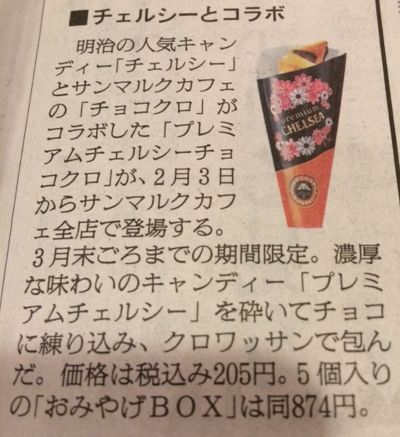 ■チェルシーとコラボ
明治の人気キャン
ディー「チェルシー」
とサンマルクカフェ
の「チョコクロ」が
コラボした「プレミ
アムチェルシーチョ
コクロ」が、2月3日
からサンマルクカフ
ェ全店で登場する。
3月末ごろまでの期間限定。濃厚
な味わいのキャンディー「プレミ
アムチェルシー」を砕いてチョコ
に練り込み、クロワッサンで包ん
だ。価格は税込み205円。5個入り
の「おみやげBOX」は同874円。
premium
CHELSEA